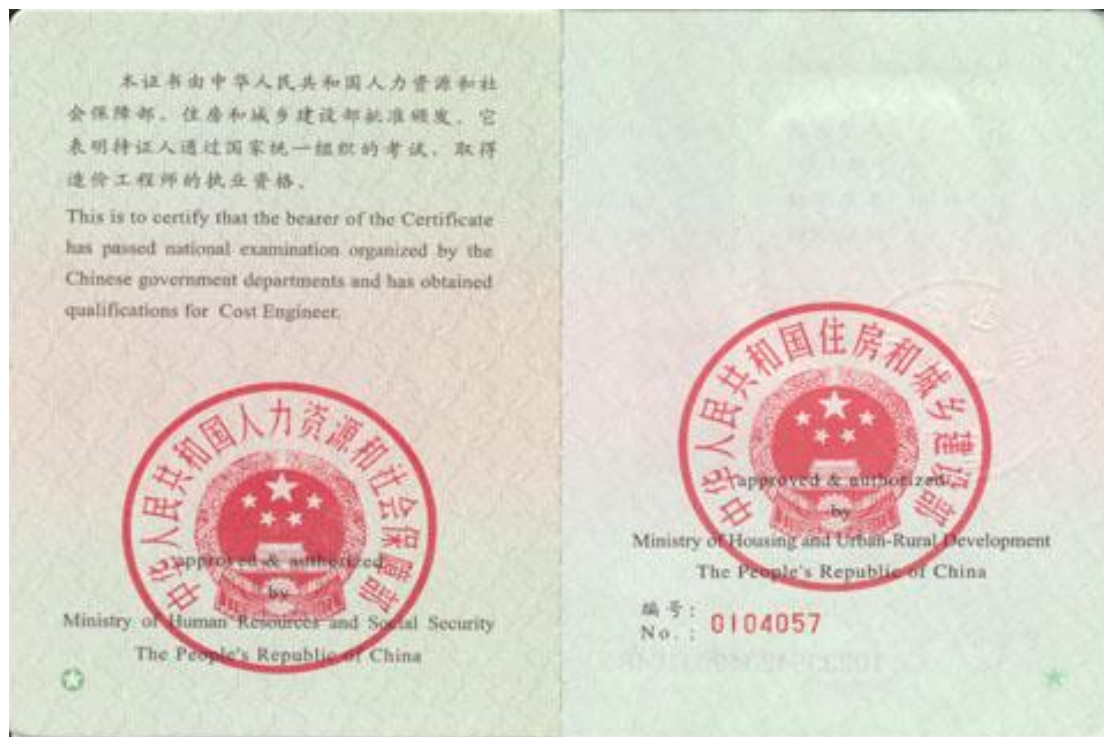 本证书由中华人民共和国人力资源和社
会保障部、住房和城乡建设部批准颁发。它
表明持证人通过国家统一组织的考试，取得
造价工程师的执业资格。
This is to certify that the bearer of the Certificate
has passed national examination organized by the
Chinese government departments and has obtained
qualifications for Cost Engineer.
中华人民共和国人力资源和社会保障部
approved & authorized
by
Ministry of Human Resources and Social Security
The People's Republic of China
中华人民共和国住房和城乡建设部
approved & authorized
by
Ministry of Housing and Urban-Rural Development
The People's Republic of China
编号:
No.: 0104057